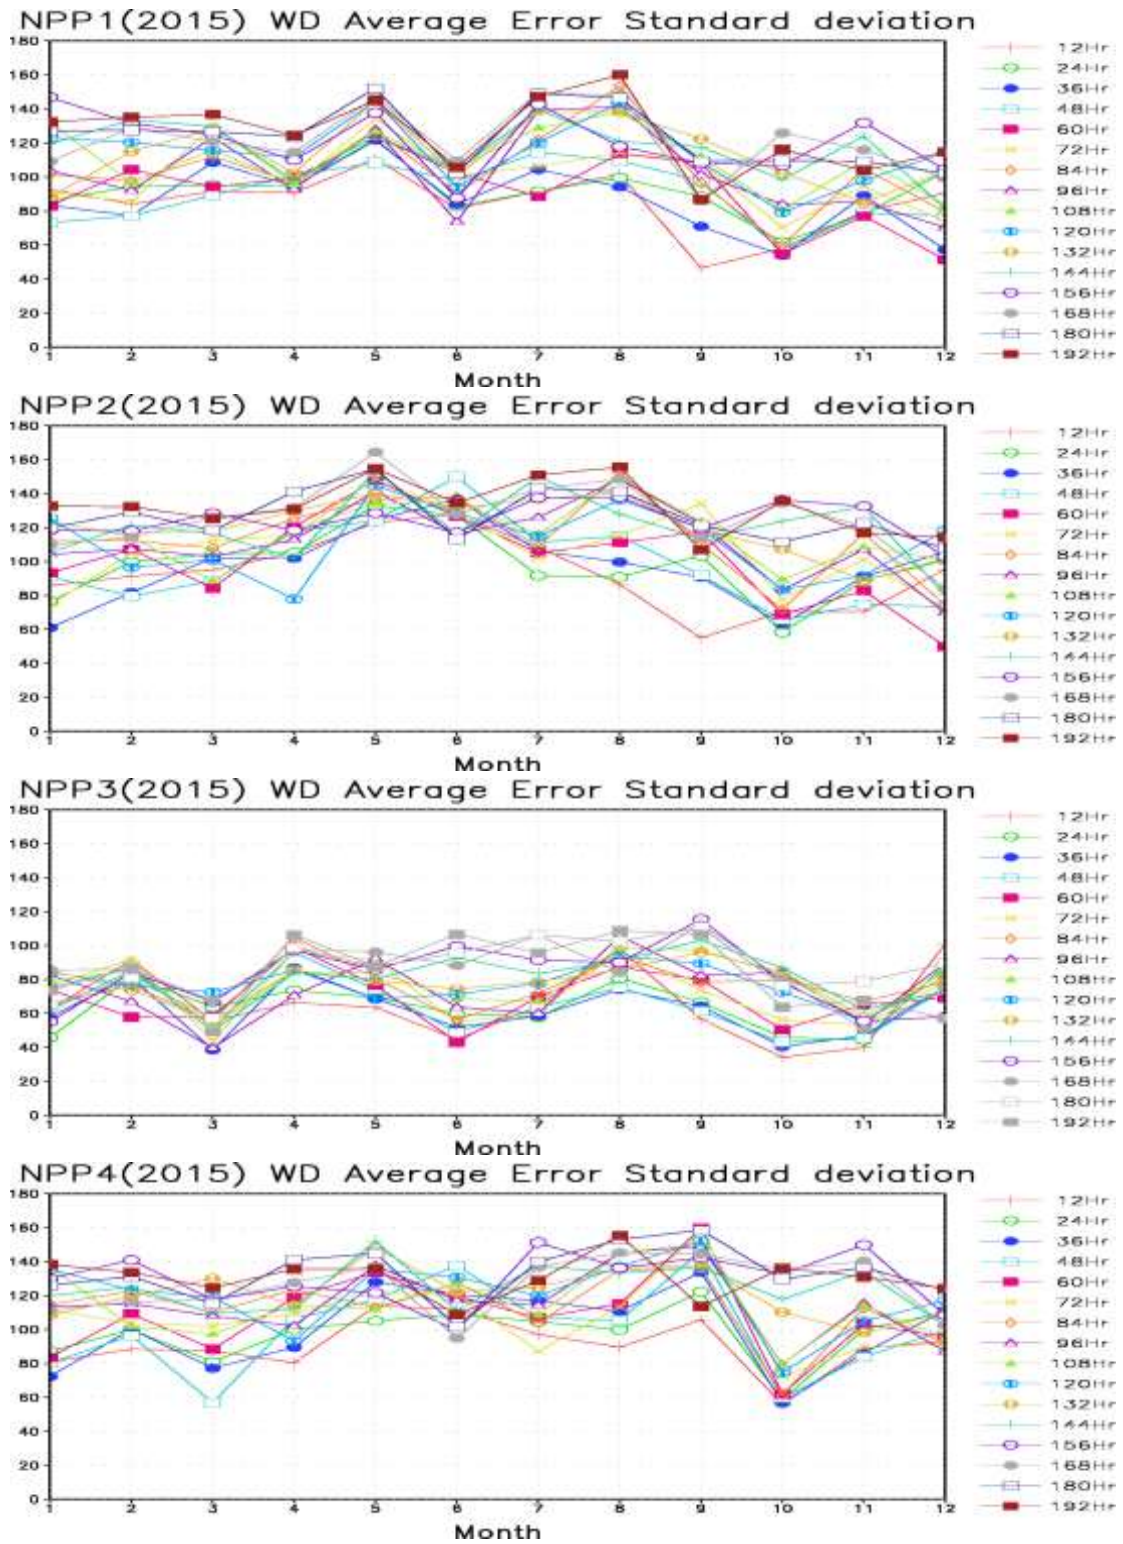 NPP1(2015) WD Average Error Standard deviation
180
160
140
120
100
80
60
40
20
0
1 2 3 4 5 6 7 8 9 10 11 12
Month
12Hr
24Hr
36Hr
48Hr
60Hr
72Hr
84Hr
96Hr
108Hr
120Hr
132Hr
144Hr
156Hr
168Hr
180Hr
192Hr
NPP2(2015) WD Average Error Standard deviation
180
160
140
120
100
80
60
40
20
0
1 2 3 4 5 6 7 8 9 10 11 12
Month
12Hr
24Hr
36Hr
48Hr
60Hr
72Hr
84Hr
96Hr
108Hr
120Hr
132Hr
144Hr
156Hr
168Hr
180Hr
192Hr
NPP3(2015) WD Average Error Standard deviation
180
160
140
120
100
80
60
40
20
0
1 2 3 4 5 6 7 8 9 10 11 12
Month
12Hr
24Hr
36Hr
48Hr
60Hr
72Hr
84Hr
96Hr
108Hr
120Hr
132Hr
144Hr
156Hr
168Hr
180Hr
192Hr
NPP4(2015) WD Average Error Standard deviation
180
160
140
120
100
80
60
40
20
0
1 2 3 4 5 6 7 8 9 10 11 12
Month
12Hr
24Hr
36Hr
48Hr
60Hr
72Hr
84Hr
96Hr
108Hr
120Hr
132Hr
144Hr
156Hr
168Hr
180Hr
192Hr